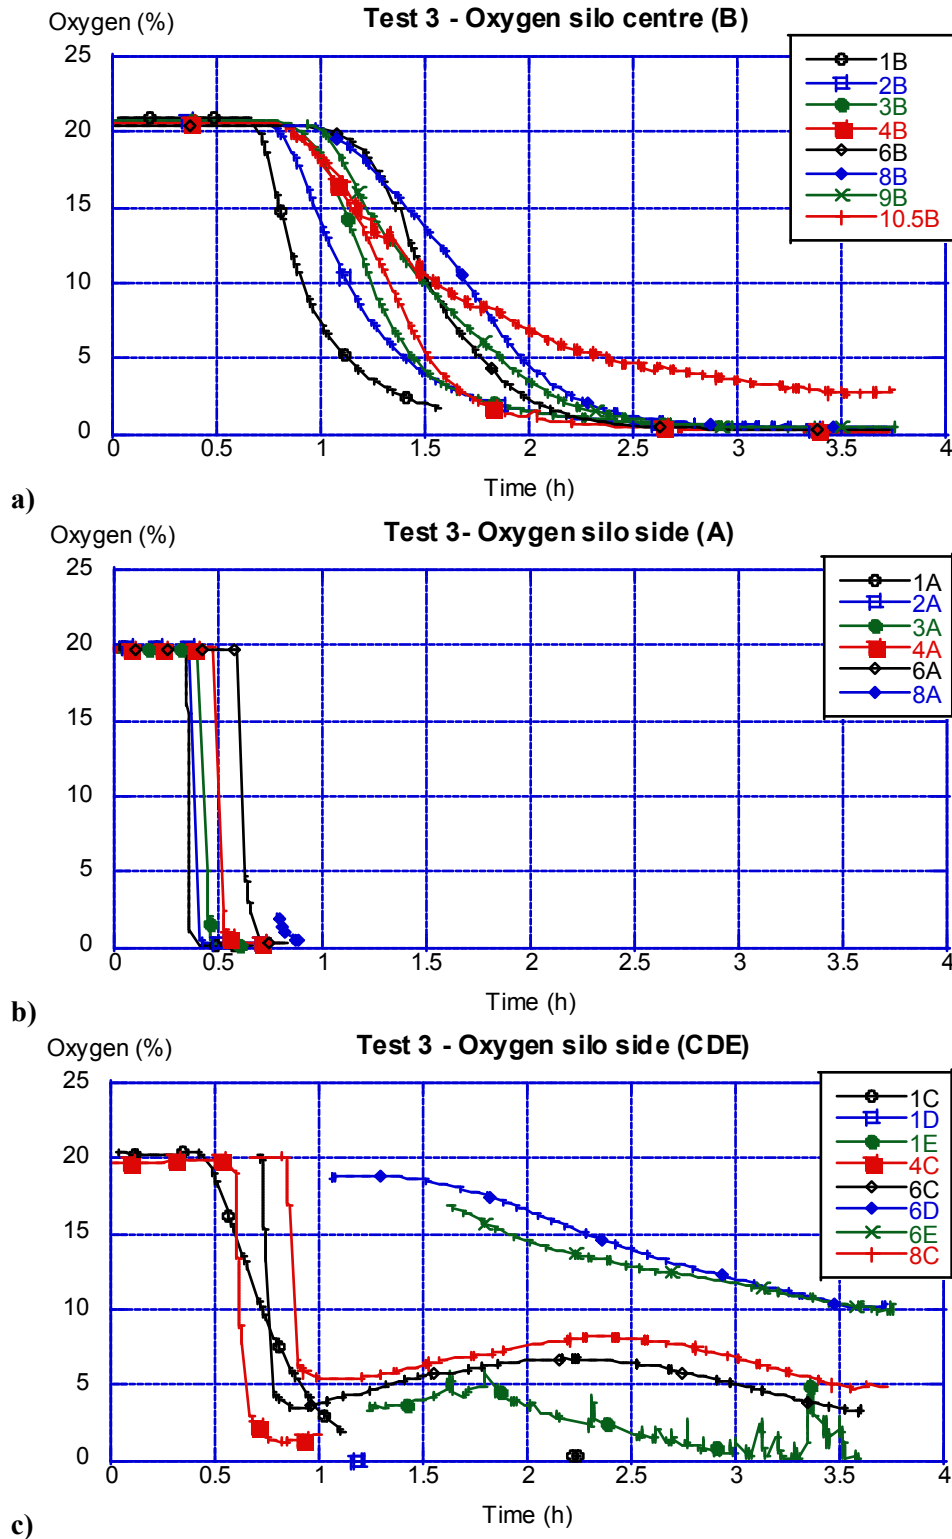 Oxygen (%)
Test 3 - Oxygen silo centre (B)
25
20
15
10
5
0
0 0.5 1 1.5 2 2.5 3 3.5 4
Time (h)
1B
2B
3B
4B
6B
8B
9B
10.5B
a)
Oxygen (%)
Test 3- Oxygen silo side (A)
25
20
15
10
5
0
0 0.5 1 1.5 2 2.5 3 3.5 4
Time (h)
1A
2A
3A
4A
6A
8A
b)
Oxygen (%)
Test 3 - Oxygen silo side (CDE)
25
20
15
10
5
0
0 0.5 1 1.5 2 2.5 3 3.5 4
Time (h)
1C
1D
1E
4C
6C
6D
6E
8C
c)